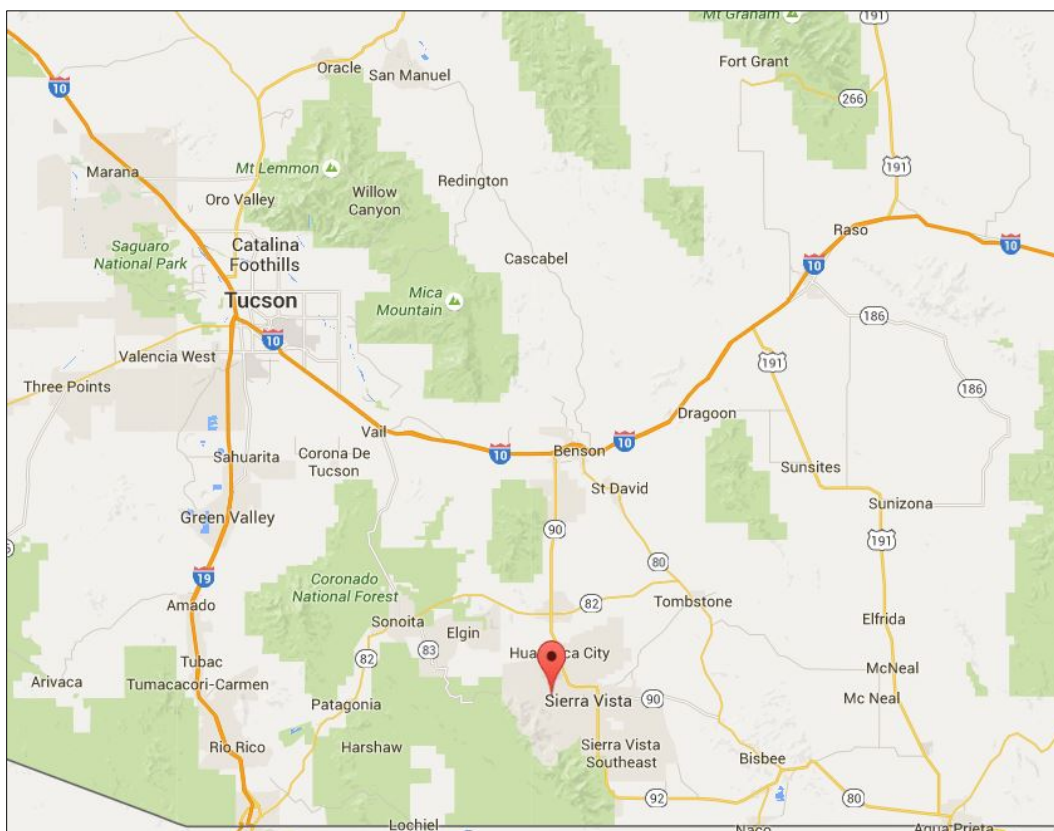 Mt Graham
191
Oracle
San Manuel
Fort Grant
10
266
Mt Lemmon
191
Marana
Redington
Oro Valley
Willow
Canyon
Raso
Saguaro
National Park
Catalina
Foothills
10
Cascabel
10
Mica
Mountain
Tucson
186
10
Valencia West
191
Three Points
186
Dragoon
Vail
10
Benson
10
Sahuarita
Corona De
Tucson
Sunsites
St David
Sunizona
Green Valley
90
191
80
19
Coronado
National Forest
Amado
82
Tombstone
Sonoita
Elgin
Elfrida
83
Tubac
82
City
McNeal
Arivaca
Tumacacori-Carmen
90
Mc Neal
Sierra Vista
Patagonia
Rio Rico
Harshaw
Sierra Vista
Southeast
Bisbee
92
80
Lochiel
Naco
Agua Prieta